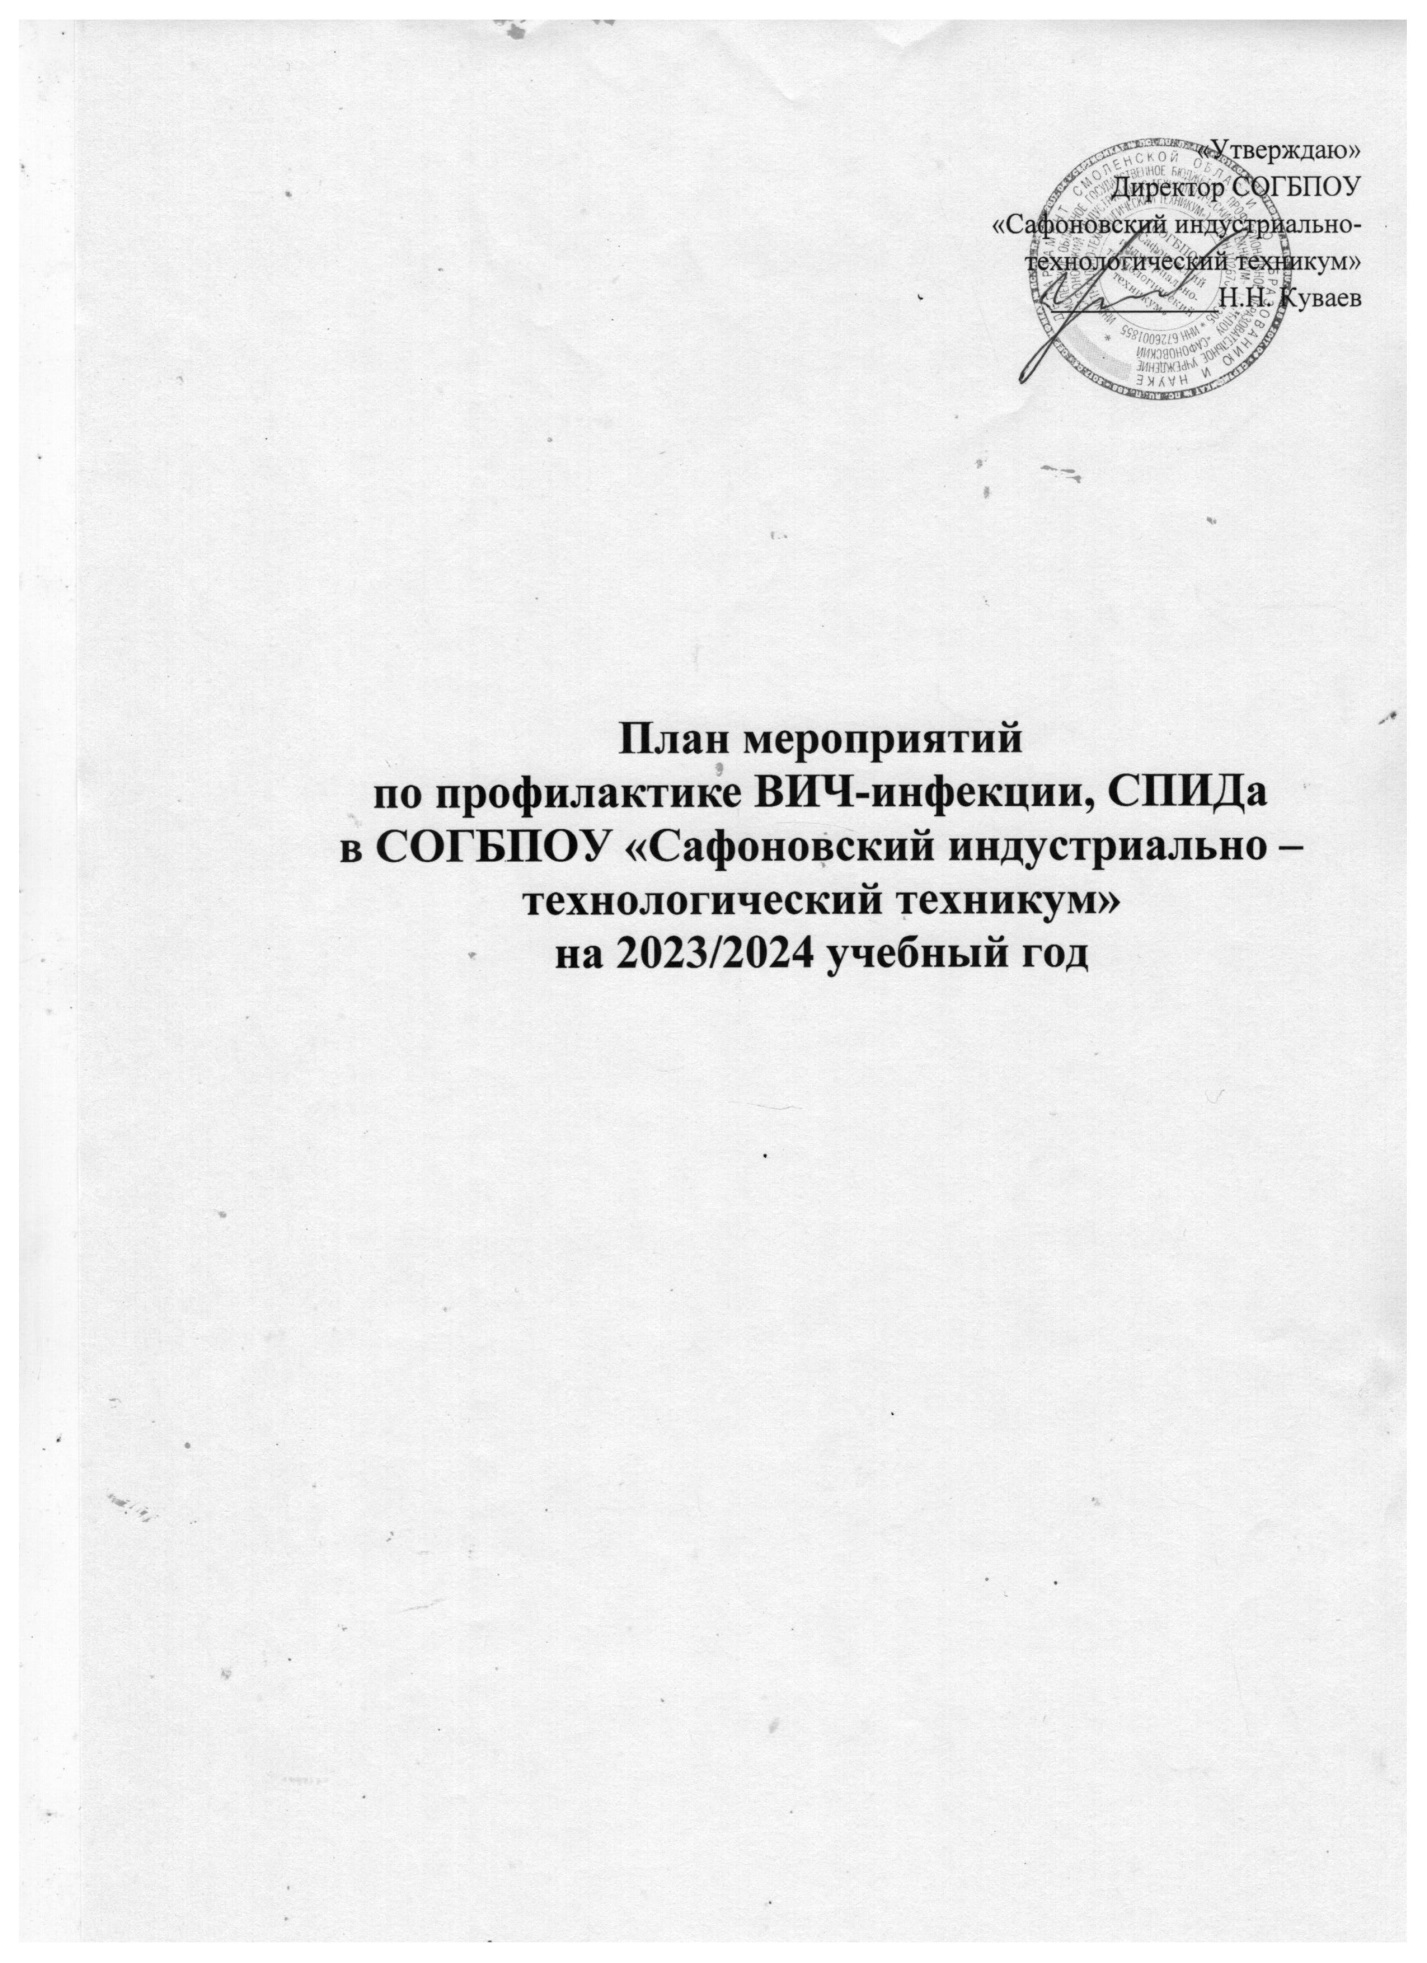 «Утверждаю»
Директор СОГБПОУ
«Сафоновский индустриально-
технологический техникум»
Н.Н. Куваев
План мероприятий
по профилактике ВИЧ-инфекции, СПИДа
в СОГБПОУ «Сафоновский индустриально –
технологический техникум»
на 2023/2024 учебный год